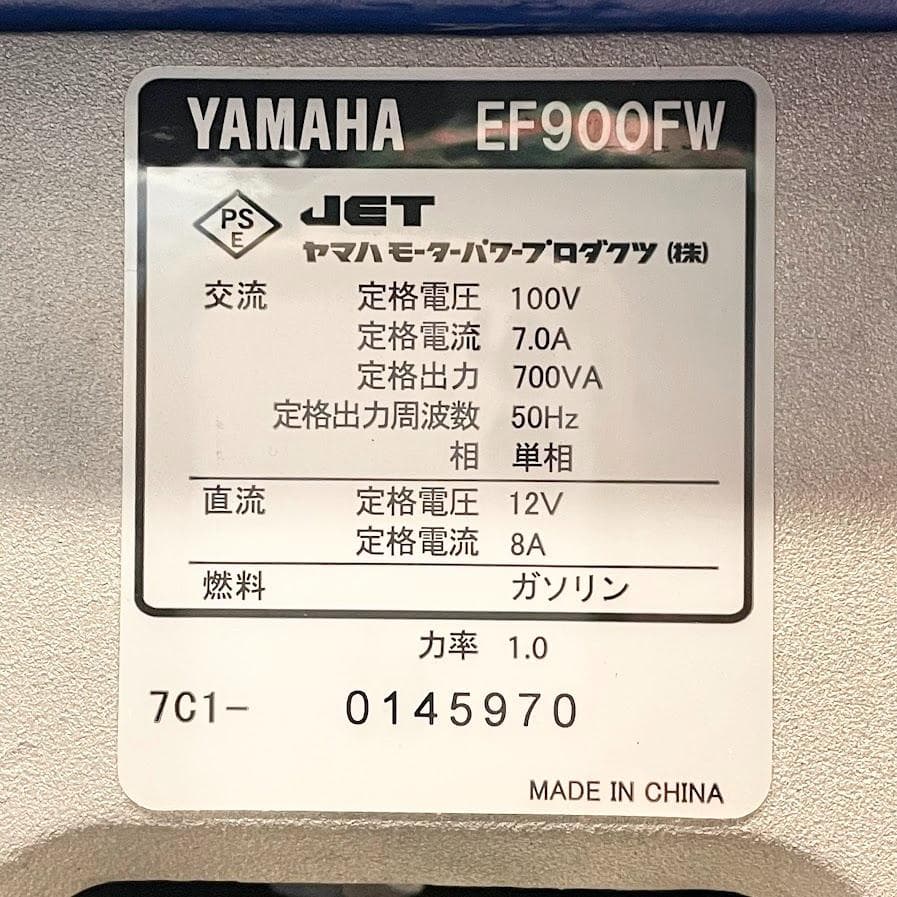 YAMAHA EF900FW
PS E JET
ヤマハモーターパワープロダクツ(株)
交流 定格電圧 100V
定格電流 7.0A
定格出力 700VA
定格出力周波数 50Hz
相 単相
直流 定格電圧 12V
定格電流 8A
燃料 ガソリン
力率 1.0
7C1- 0145970
MADE IN CHINA